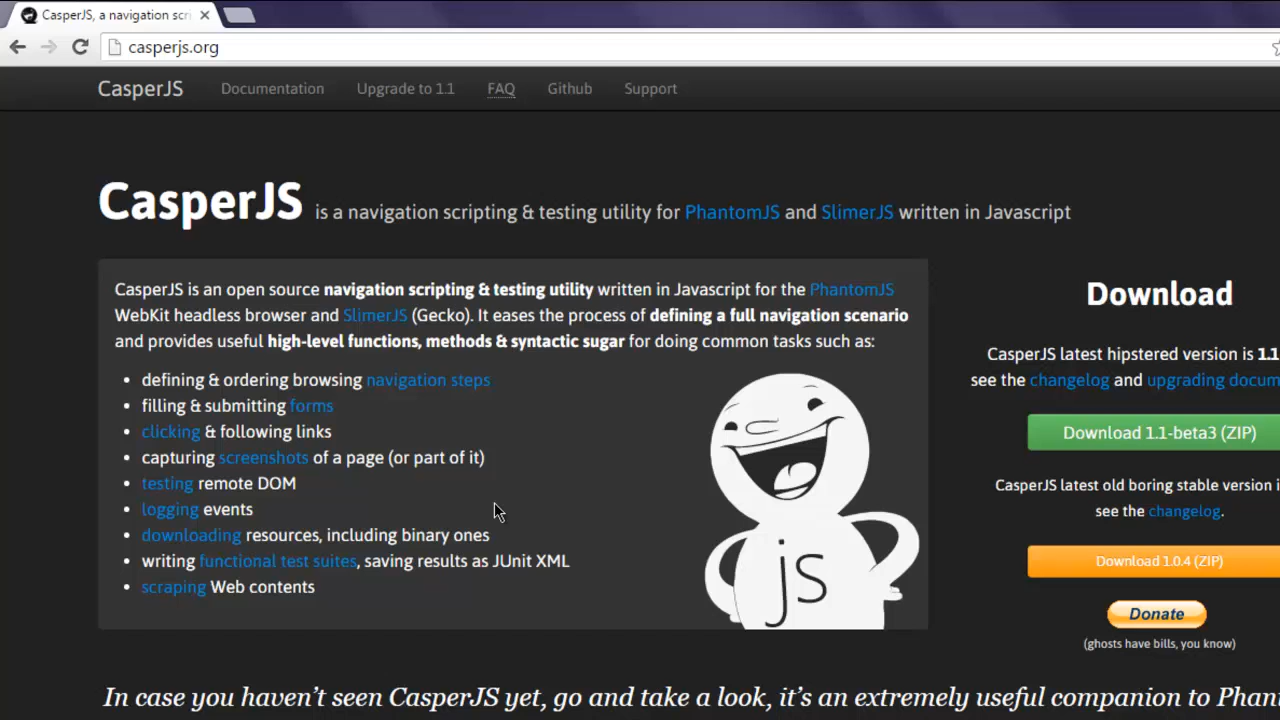 CasperJS, a navigation scri
casperjs.org
CasperJS Documentation Upgrade to 1.1 FAQ Github Support
CasperJS is a navigation scripting & testing utility for PhantomJS and SlimerJS written in Javascript
CasperJS is an open source navigation scripting & testing utility written in Javascript for the PhantomJS
WebKit headless browser and SlimerJS (Gecko). It eases the process of defining a full navigation scenario
and provides useful high-level functions, methods & syntactic sugar for doing common tasks such as:
• defining & ordering browsing navigation steps
• filling & submitting forms
• clicking & following links
• capturing screenshots of a page (or part of it)
• testing remote DOM
• logging events
• downloading resources, including binary ones
• writing functional test suites, saving results as JUnit XML
• scraping Web contents
js
Download
CasperJS latest hipstered version is 1.1
see the changelog and upgrading docum
Download 1.1-beta3 (ZIP)
CasperJS latest old boring stable version i
see the changelog.
Download 1.0.4 (ZIP)
Donate
(ghosts have bills, you know)
In case you haven't seen CasperJS yet, go and take a look, it's an extremely useful companion to Phan